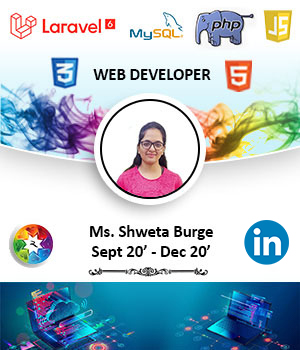 Laravel 6
MySQL
php
JS
3
WEB DEVELOPER
5
Ms. Shweta Burge
Sept 20’ - Dec 20’
in